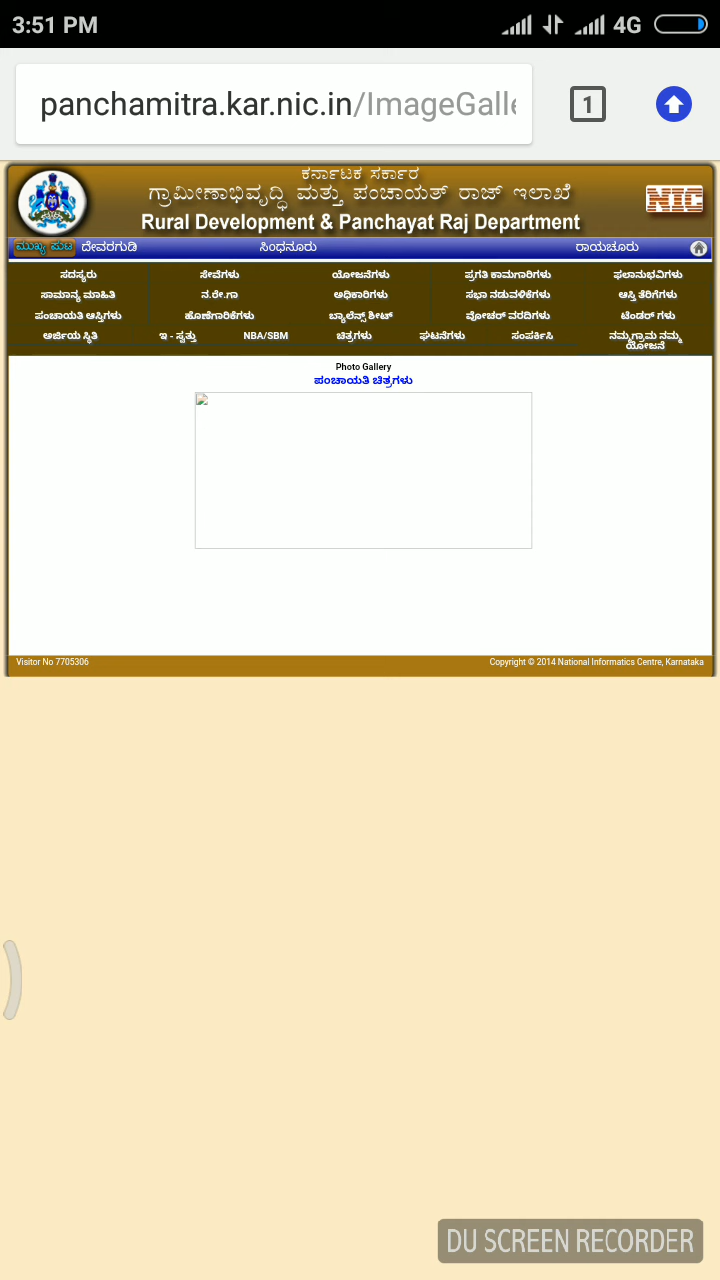 3:51 PM 4G
panchamitra.kar.nic.in/ImageGalle
1
ಕರ್ನಾಟಕ ಸರ್ಕಾರ
ಗ್ರಾಮೀಣಾಭಿವೃದ್ಧಿ ಮತ್ತು ಪಂಚಾಯತ್ ರಾಜ್ ಇಲಾಖೆ
NIC
Rural Development & Panchayat Raj Department
ಮುಖ್ಯ ಪುಟ ದೇವರಗುಡಿ ಸಿಂಧನೂರು ರಾಯಚೂರು
ಸದಸ್ಯರು ಸೇವೆಗಳು ಯೋಜನೆಗಳು ಪ್ರಗತಿ ಕಾಮಗಾರಿಗಳು ಫಲಾನುಭವಿಗಳು
ಸಾಮಾನ್ಯ ಮಾಹಿತಿ ನ.ರೇ.ಗಾ ಅಧಿಕಾರಿಗಳು ಸಭಾ ನಡುವಳಿಕೆಗಳು ಆಸ್ತಿ ತೆರಿಗೆಗಳು
ಪಂಚಾಯತಿ ಆಸ್ತಿಗಳು ಹೊಣೆಗಾರಿಕೆಗಳು ಬ್ಯಾಲೆನ್ಸ್ ಶೀಟ್ ವೋಚರ್ ವರದಿಗಳು ಟೆಂಡರ್ ಗಳು
ಅರ್ಜಿಯ ಸ್ಥಿತಿ ಇ - ಸ್ವತ್ತು NBA/SBM ಚಿತ್ರಗಳು ಘಟನೆಗಳು ಸಂಪರ್ಕಿಸಿ ನಮ್ಮಗ್ರಾಮ ನಮ್ಮ
ಯೋಜನೆ
Photo Gallery
ಪಂಚಾಯತಿ ಚಿತ್ರಗಳು
Visitor No 7705306 Copyright © 2014 National Informatics Centre, Karnataka
DU SCREEN RECORDER